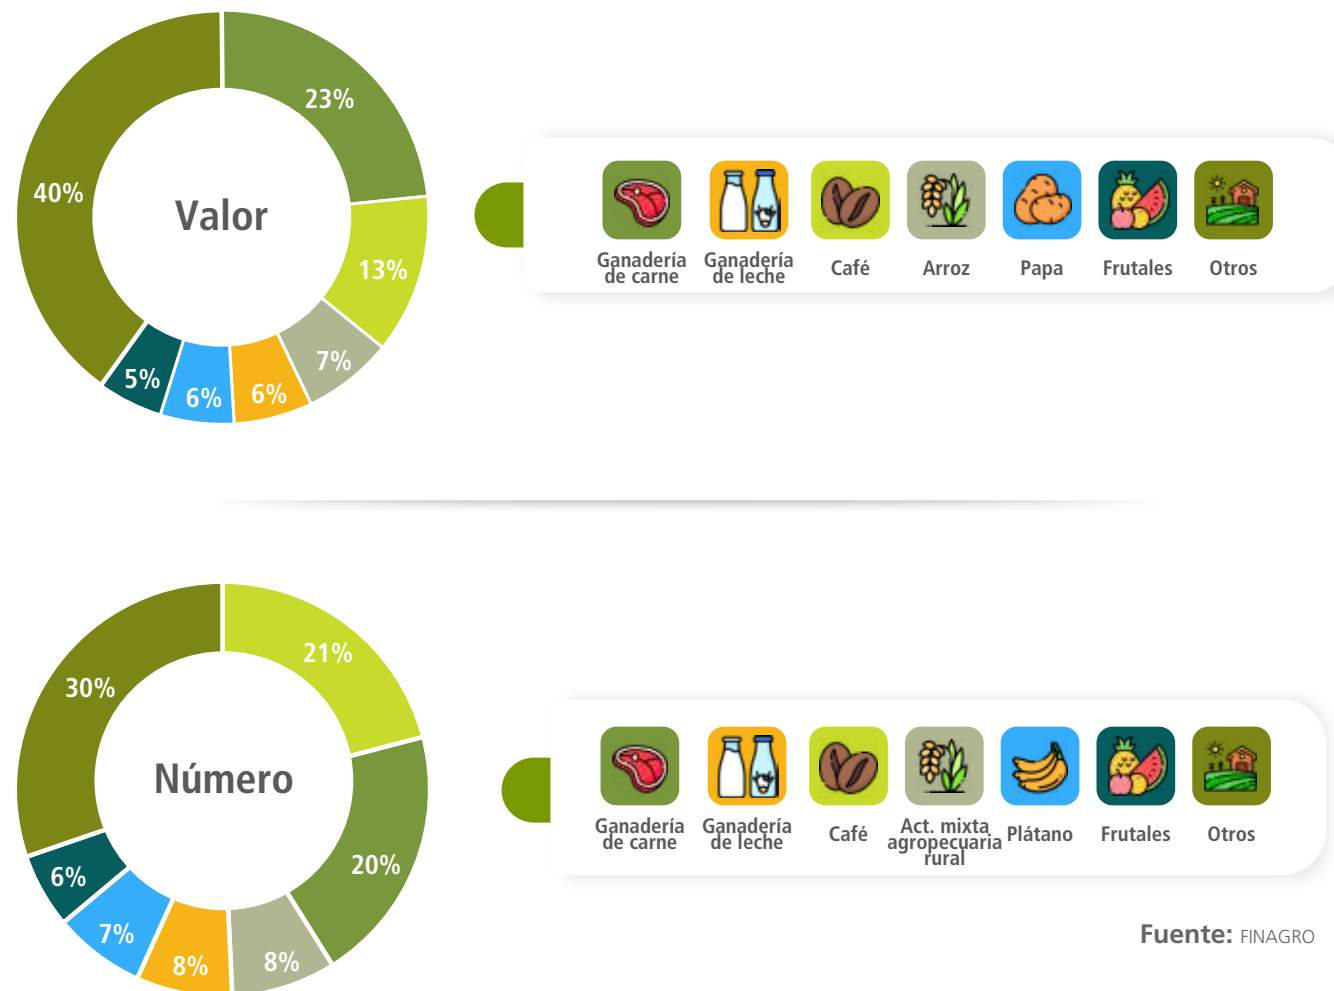 23%
40%
Valor
13%
7%
5%
6%
6%
Ganadería
de carne
Ganadería
de leche
Café
Arroz
Papa
Frutales
Otros
21%
30%
Número
20%
6%
7%
8%
8%
Ganadería
de carne
Ganadería
de leche
Café
Act. mixta
agropecuaria
rural
Plátano
Frutales
Otros
Fuente: FINAGRO